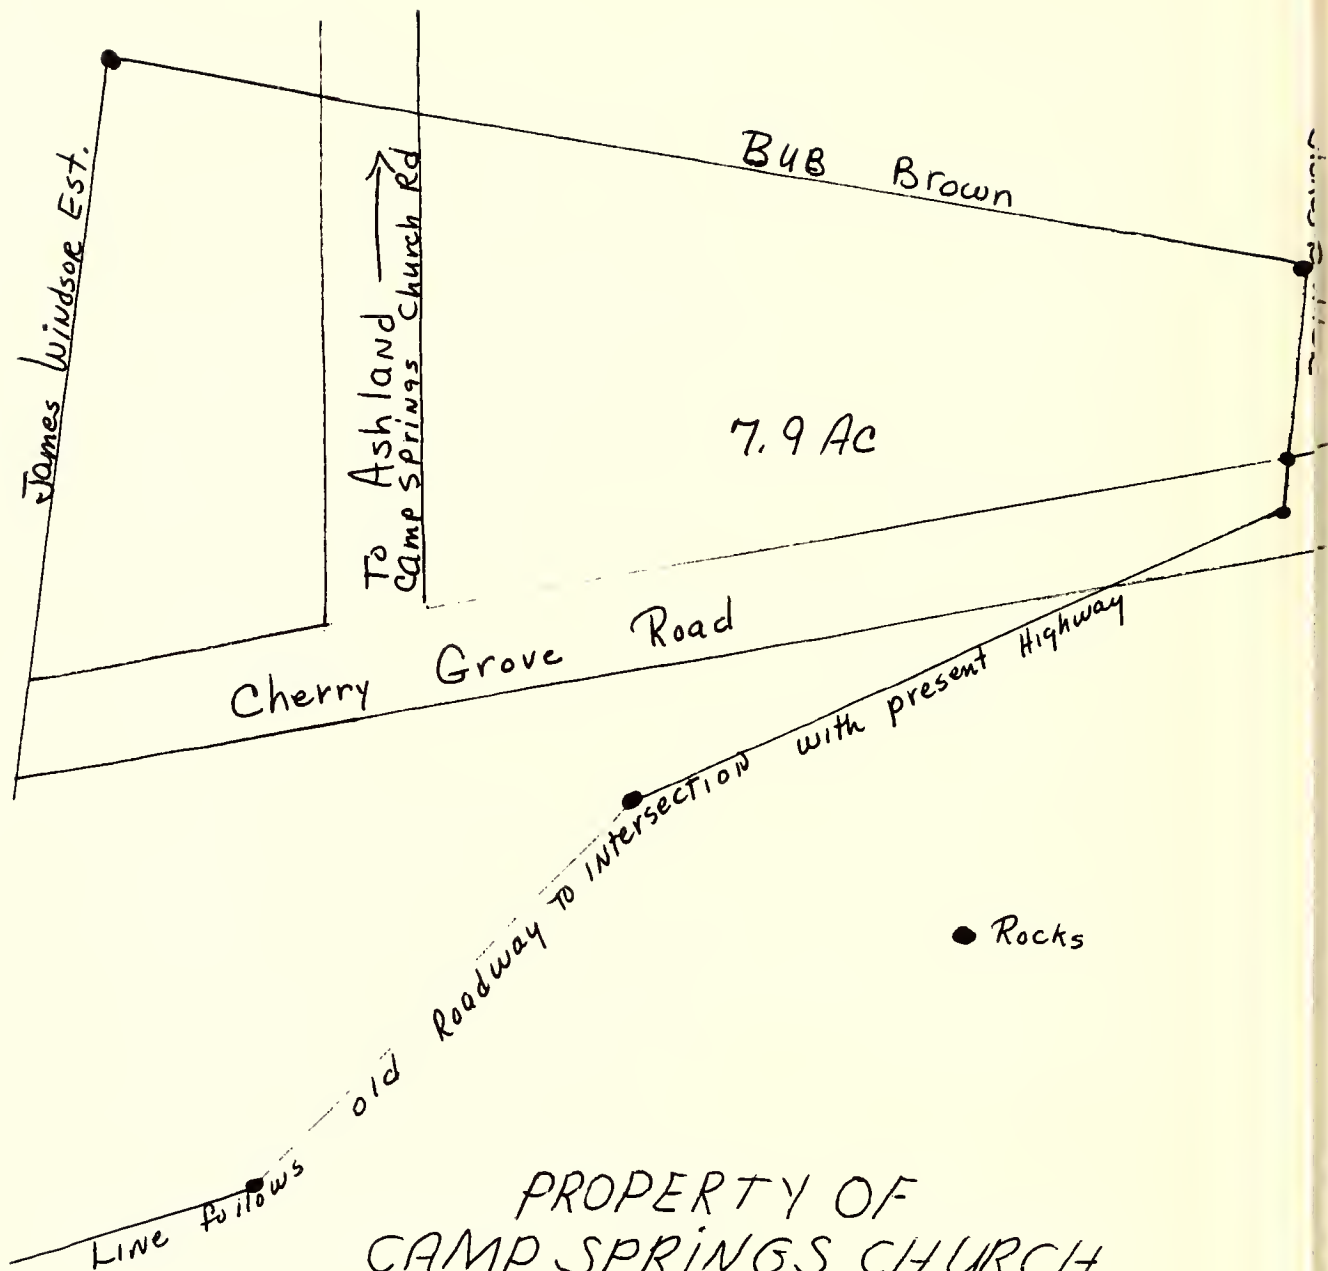 BUB Brown
James Windsor Est.
To Ashland
Camp Springs Church Rd
7.9 Ac
Cherry Grove Road
Line follows old Roadway To Intersection with present Highway
Rocks
PROPERTY OF
CAMP SPRINGS CHURCH